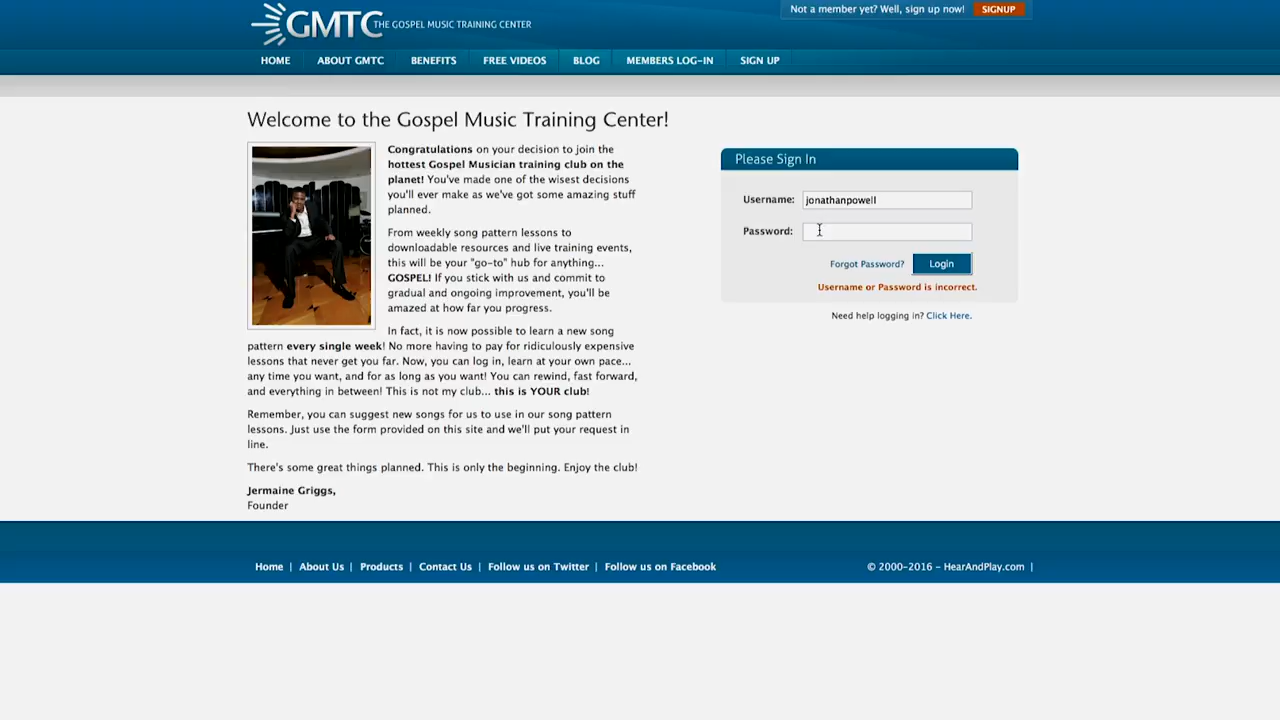 Not a member yet? Well, sign up now! SIGNUP
GMTC THE GOSPEL MUSIC TRAINING CENTER
HOME ABOUT GMTC BENEFITS FREE VIDEOS BLOG MEMBERS LOG-IN SIGN UP
Welcome to the Gospel Music Training Center!
Congratulations on your decision to join the
hottest Gospel Musician training club on the
planet! You've made one of the wisest decisions
you'll ever make as we've got some amazing stuff
planned.
From weekly song pattern lessons to
downloadable resources and live training events,
this will be your "go-to" hub for anything...
GOSPEL! If you stick with us and commit to
gradual and ongoing improvement, you'll be
amazed at how far you progress.
In fact, it is now possible to learn a new song
pattern every single week! No more having to pay for ridiculously expensive
lessons that never get you far. Now, you can log in, learn at your own pace...
any time you want, and for as long as you want! You can rewind, fast forward,
and everything in between! This is not my club... this is YOUR club!
Remember, you can suggest new songs for us to use in our song pattern
lessons. Just use the form provided on this site and we'll put your request in
line.
There's some great things planned. This is only the beginning. Enjoy the club!
Jermaine Griggs,
Founder
Please Sign In
Username: jonathanpowell
Password:
Forgot Password? Login
Username or Password is incorrect.
Need help logging in? Click Here.
Home | About Us | Products | Contact Us | Follow us on Twitter | Follow us on Facebook
© 2000-2016 - HearAndPlay.com |